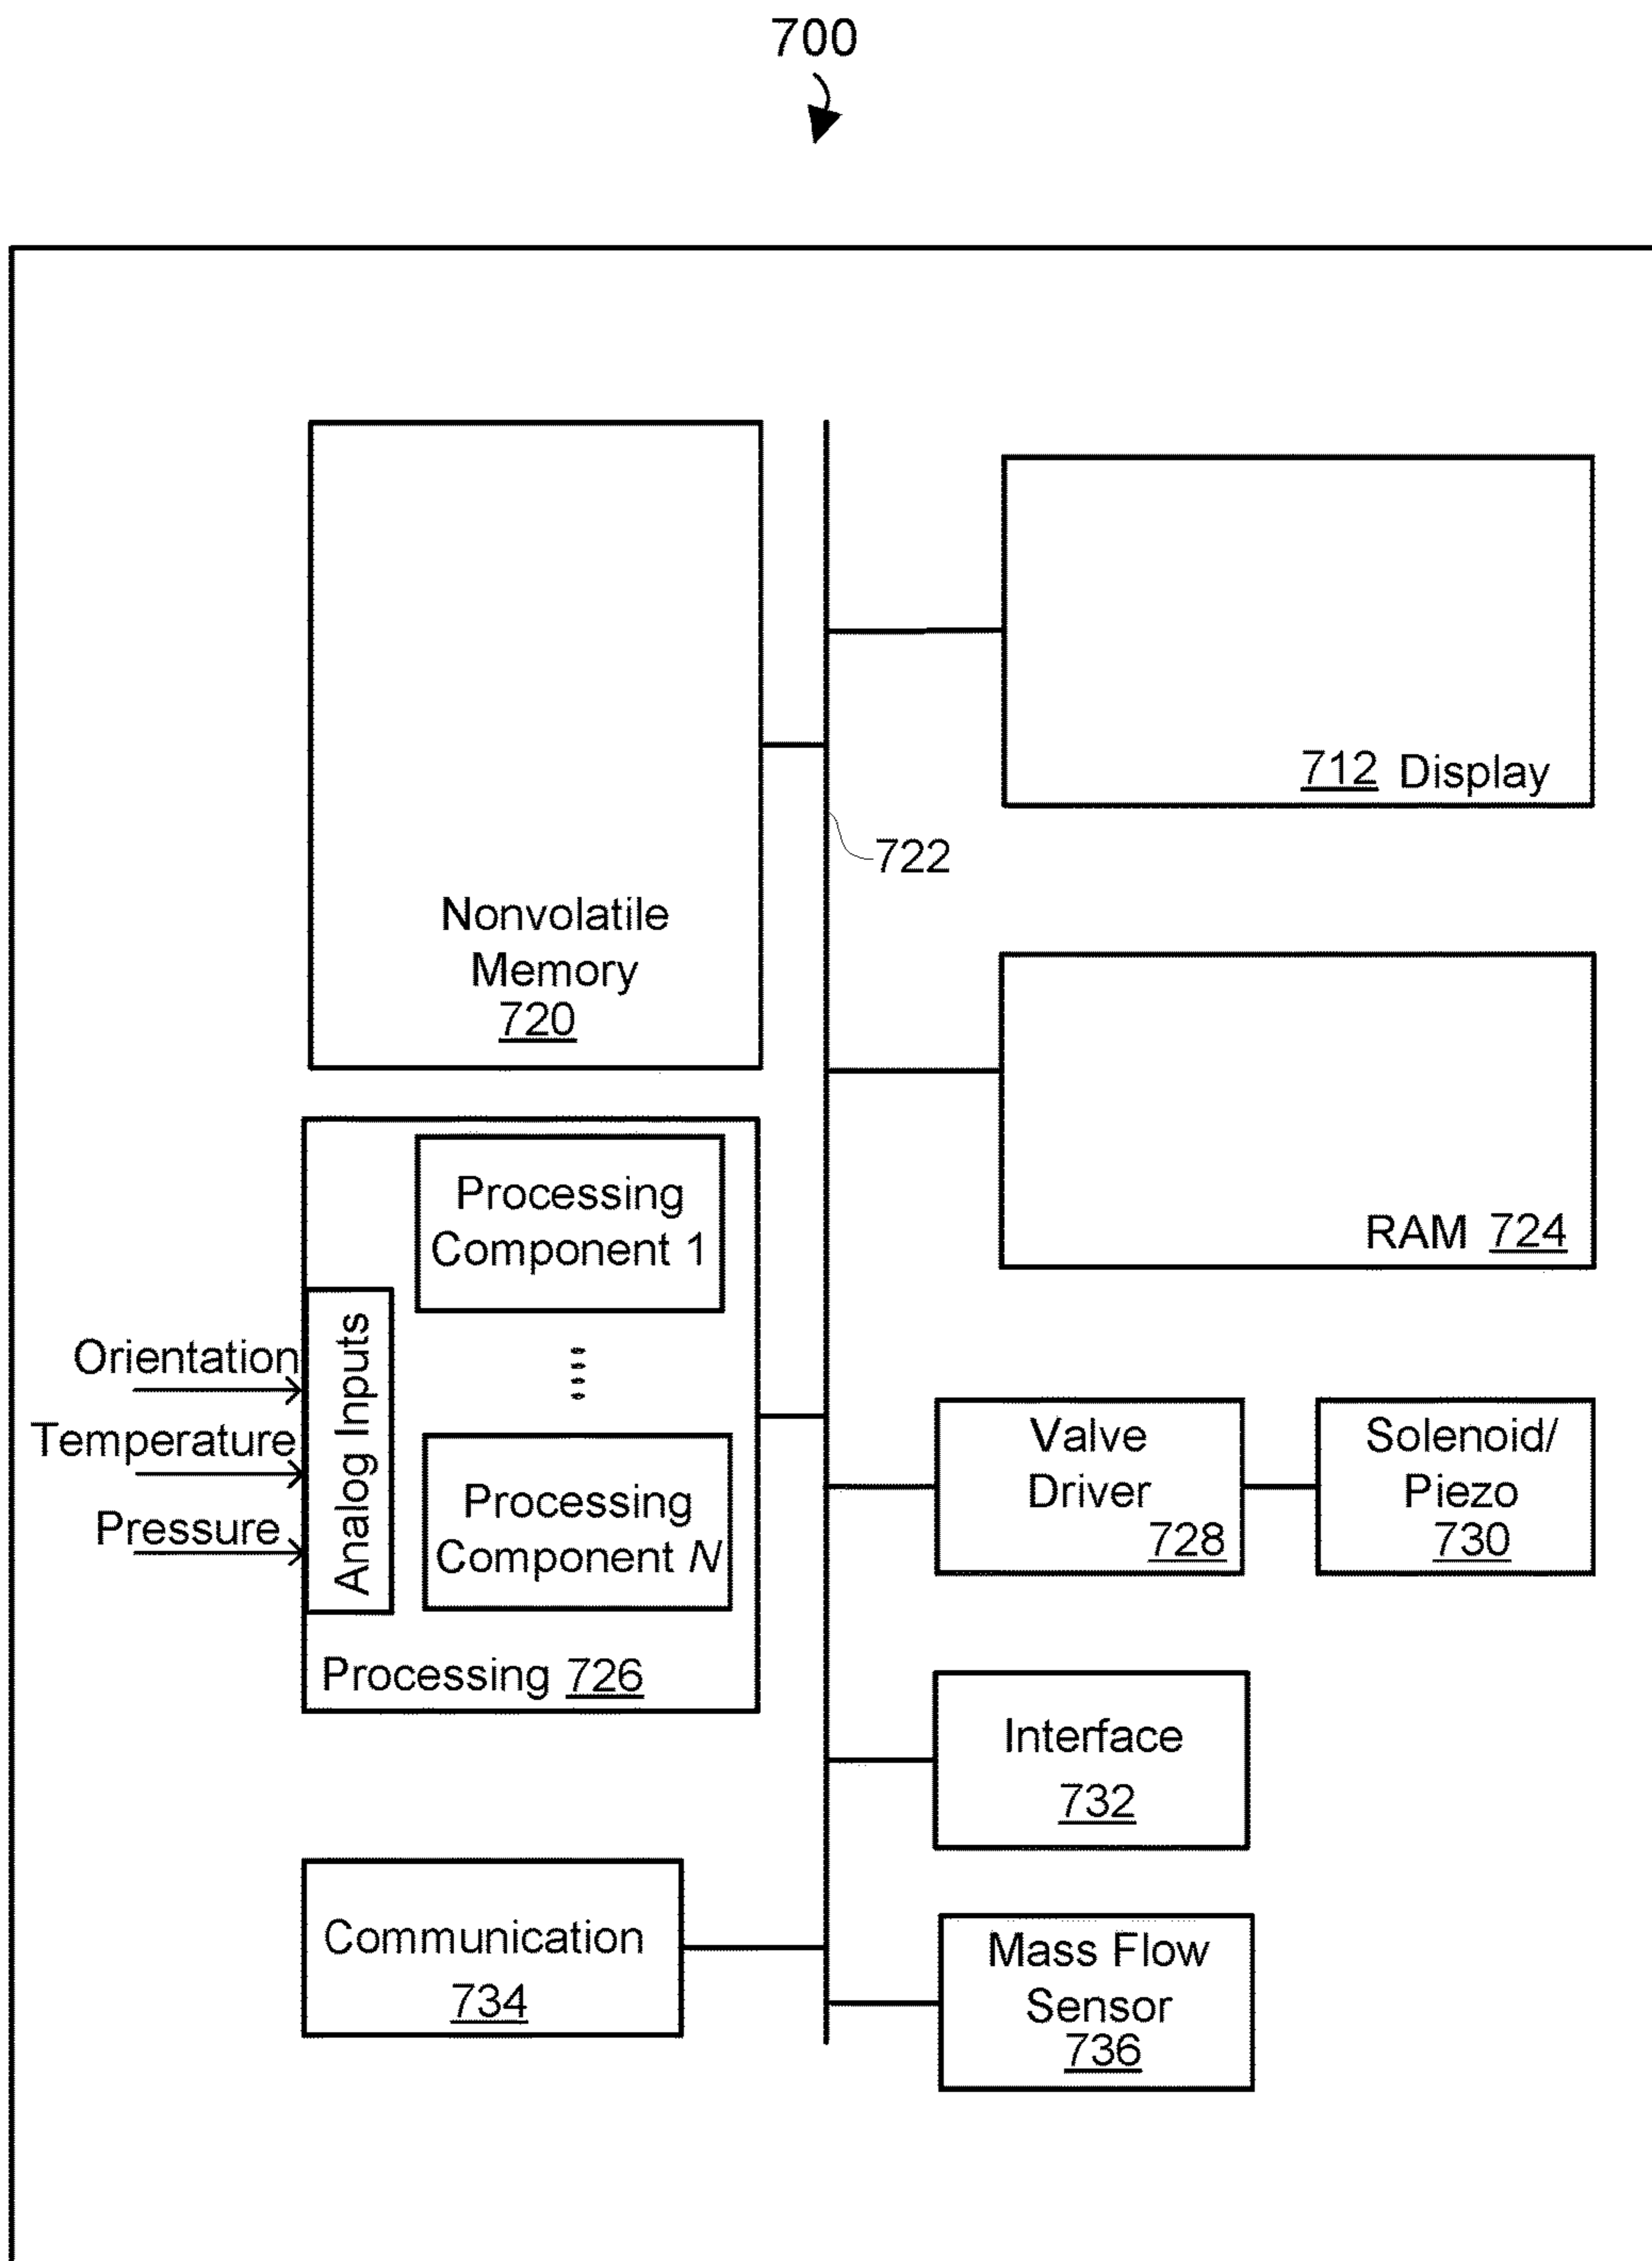 700
Nonvolatile
Memory
720
712 Display
722
RAM 724
Processing
Component 1
Orientation
Temperature
Pressure
Analog Inputs
Processing
Component N
Processing 726
Valve
Driver
728
Solenoid/
Piezo
730
Interface
732
Communication
734
Mass Flow
Sensor
736